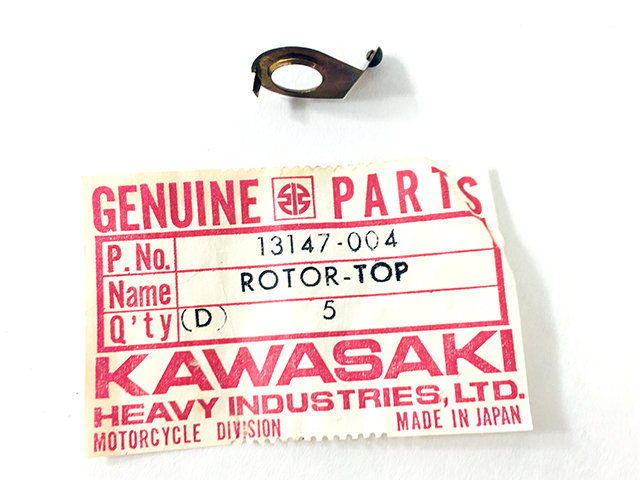 GENUINE PARTS
P.No. 13147-004
Name ROTOR-TOP
Q'ty (D) 5
KAWASAKI
HEAVY INDUSTRIES, LTD.
MOTORCYCLE DIVISION MADE IN JAPAN